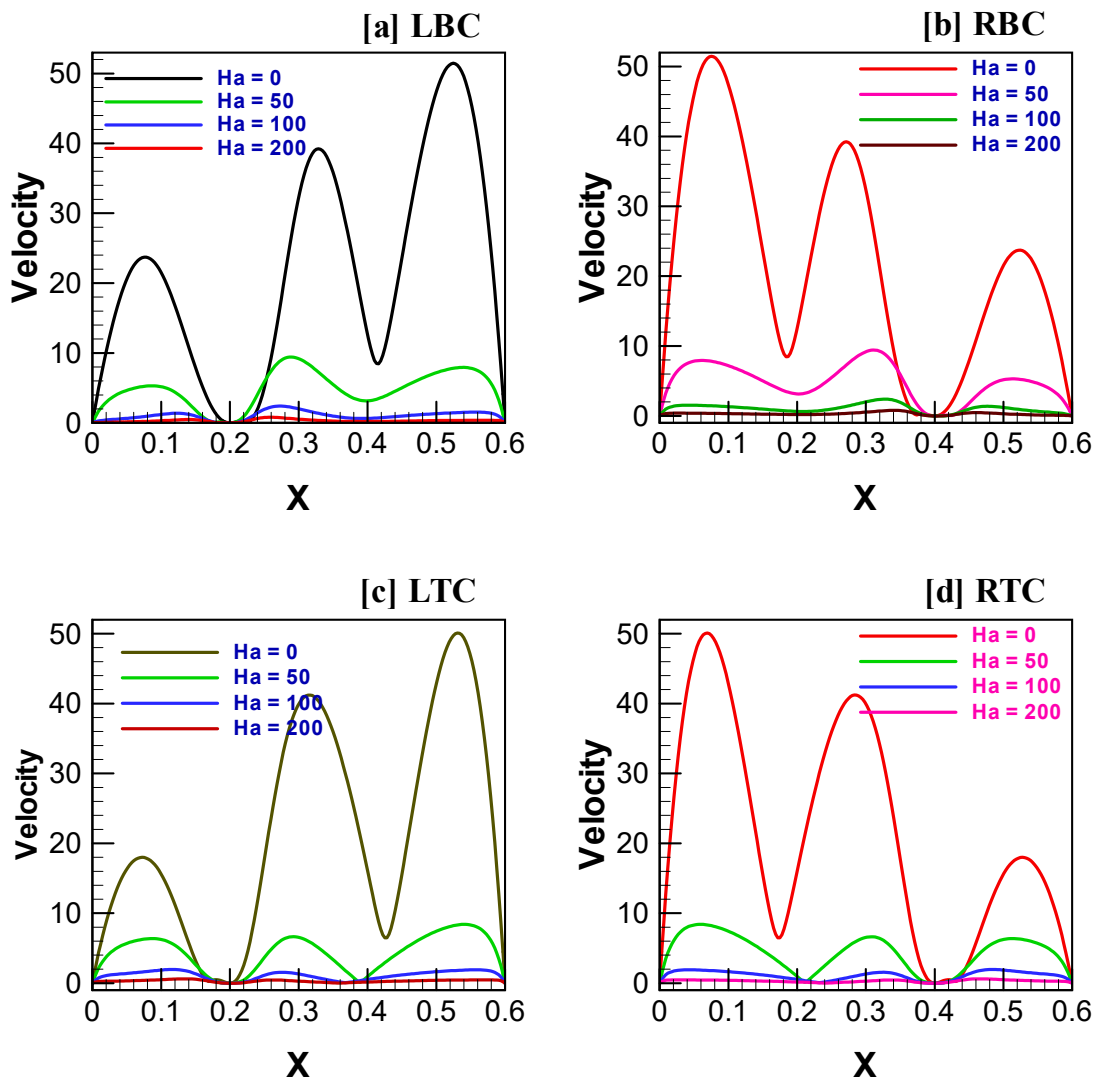 [a] LBC
Velocity
50
40
30
20
10
0
Ha = 0
Ha = 50
Ha = 100
Ha = 200
0 0.1 0.2 0.3 0.4 0.5 0.6
X
[b] RBC
Velocity
50
40
30
20
10
0
Ha = 0
Ha = 50
Ha = 100
Ha = 200
0 0.1 0.2 0.3 0.4 0.5 0.6
X
[c] LTC
Velocity
50
40
30
20
10
0
Ha = 0
Ha = 50
Ha = 100
Ha = 200
0 0.1 0.2 0.3 0.4 0.5 0.6
X
[d] RTC
Velocity
50
40
30
20
10
0
Ha = 0
Ha = 50
Ha = 100
Ha = 200
0 0.1 0.2 0.3 0.4 0.5 0.6
X